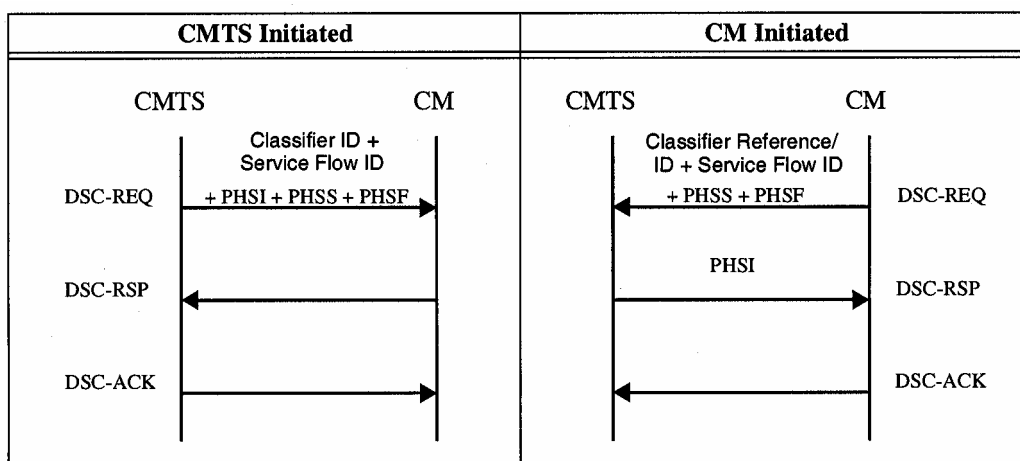 CMTS Initiated
CM Initiated
CMTS
CM
CMTS
CM
Classifier ID +
Service Flow ID
Classifier Reference/
ID + Service Flow ID
DSC-REQ
+ PHSI + PHSS + PHSF
+ PHSS + PHSF
DSC-REQ
PHSI
DSC-RSP
DSC-RSP
DSC-ACK
DSC-ACK